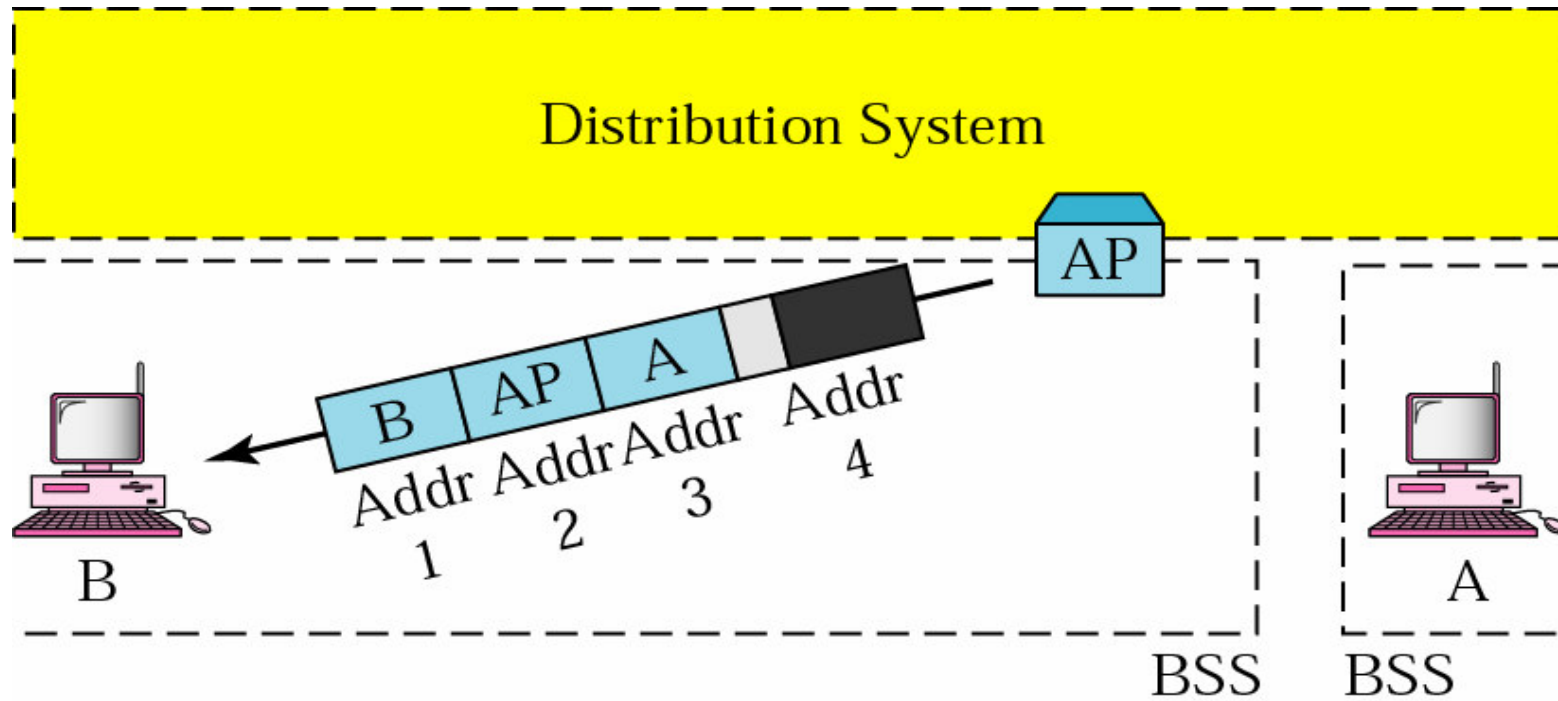 Distribution System
AP
B AP A
Addr 1
Addr 2
Addr 3
Addr 4
B
A
BSS
BSS